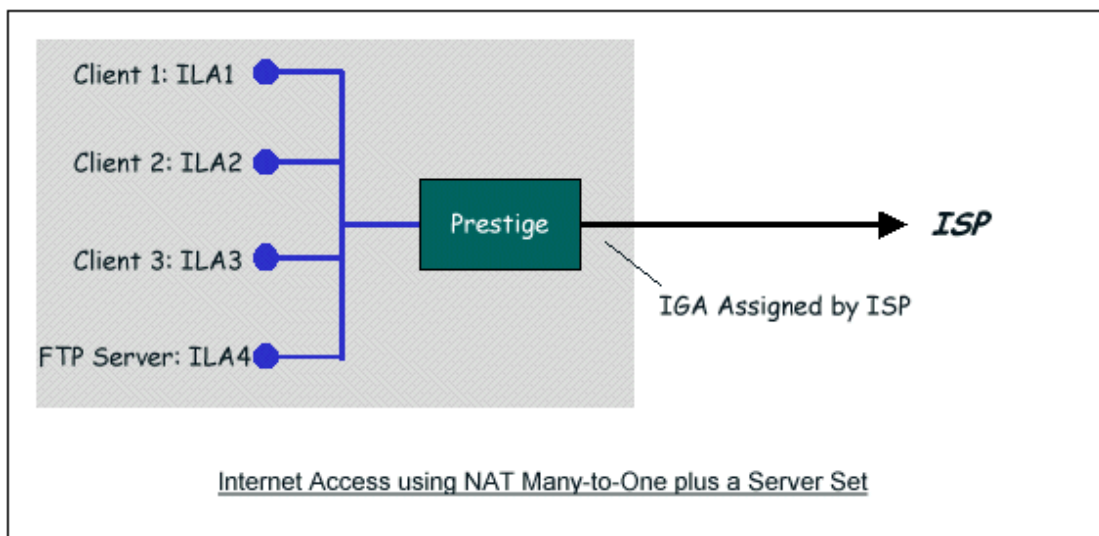 Client 1: ILA1
Client 2: ILA2
Client 3: ILA3
FTP Server: ILA4
Prestige
ISP
IGA Assigned by ISP
Internet Access using NAT Many-to-One plus a Server Set